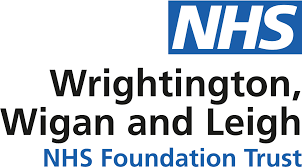 NHS
Wrightington,
Wigan and Leigh
NHS Foundation Trust